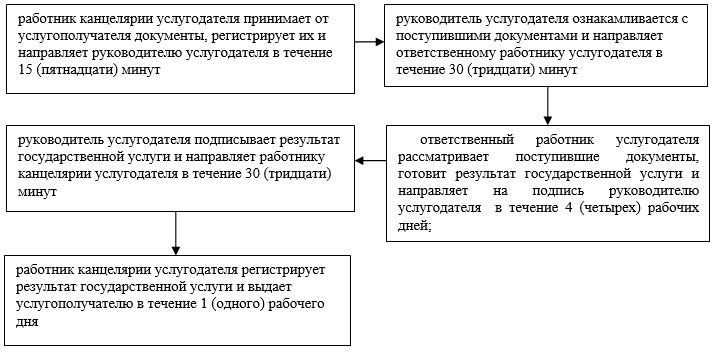 работник канцелярии услугодателя принимает от
услугополучателя документы, регистрирует их и
направляет руководителю услугодателя в течение
15 (пятнадцати) минут
руководитель услугодателя ознакамливается с
поступившими документами и направляет
ответственному работнику услугодателя в
течение 30 (тридцати) минут
ответственный работник услугодателя
рассматривает поступившие документы,
готовит результат государственной услуги и
направляет на подпись руководителю
услугодателя в течение 4 (четырех) рабочих
дней;
руководитель услугодателя подписывает результат
государственной услуги и направляет работнику
канцелярии услугодателя в течение 30 (тридцати)
минут
работник канцелярии услугодателя регистрирует
результат государственной услуги и выдает
услугополучателю в течение 1 (одного) рабочего
дня